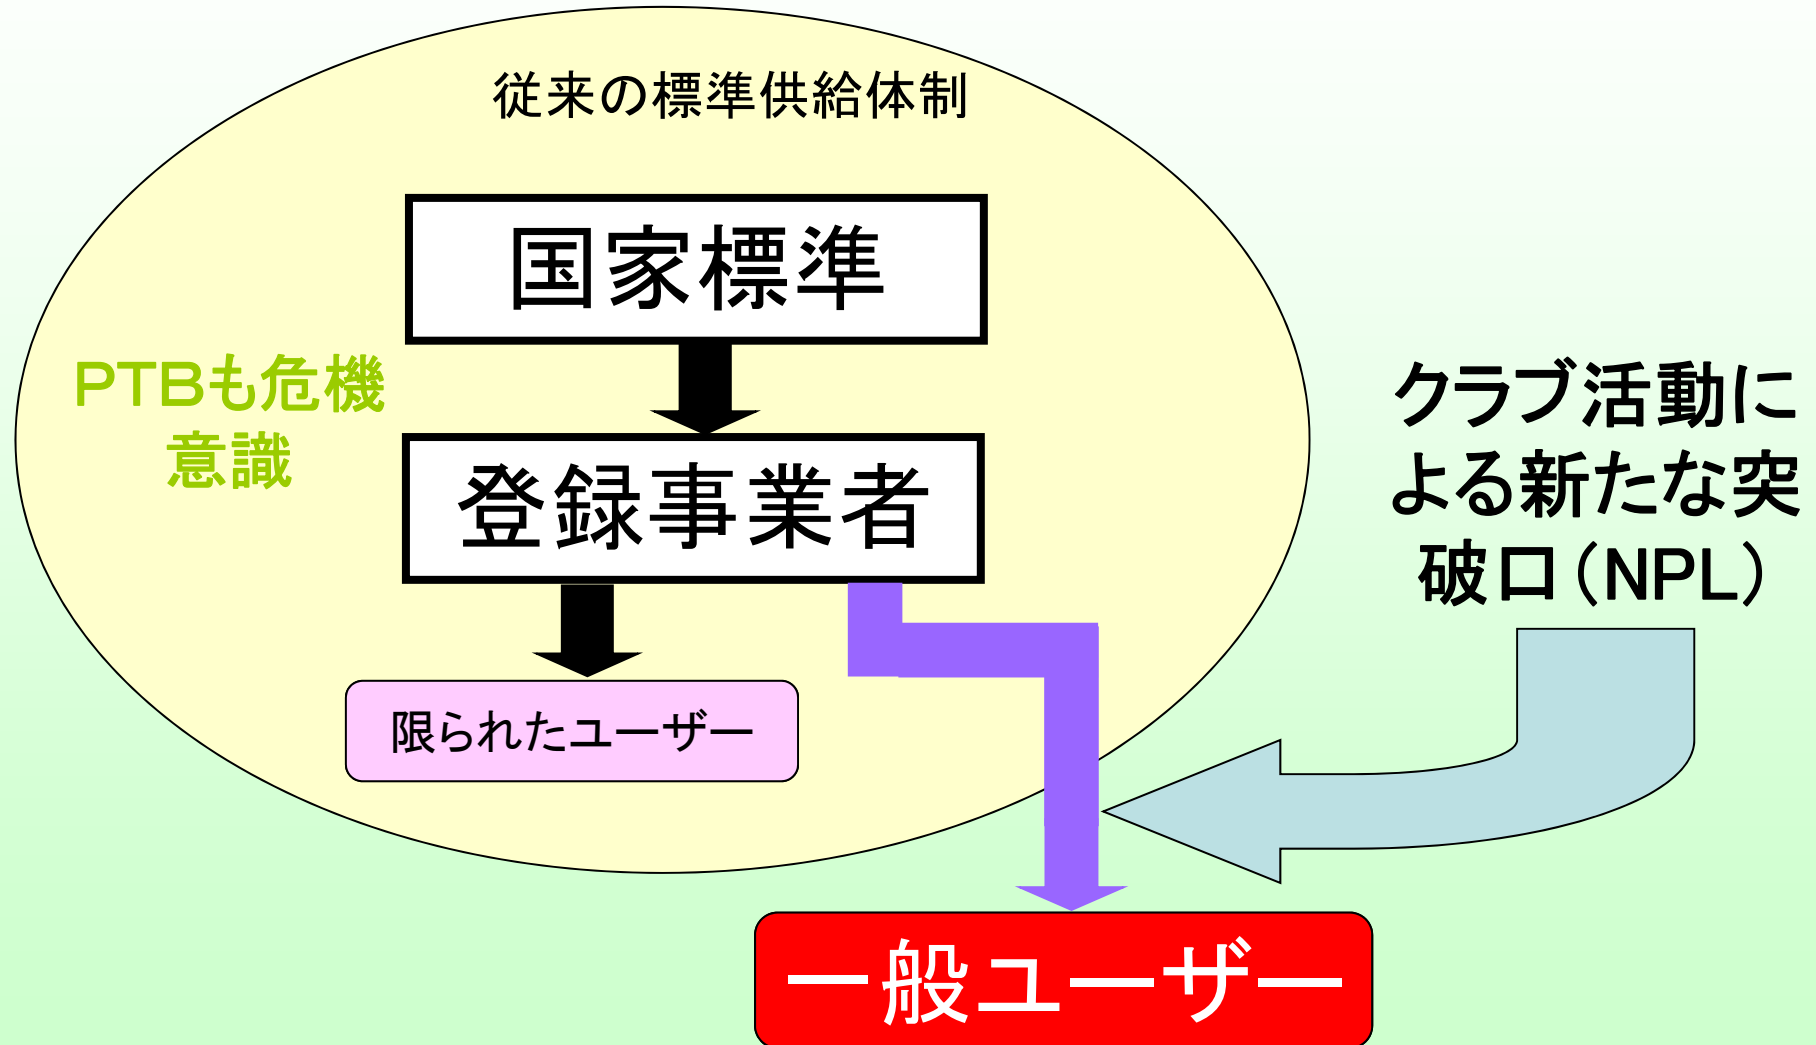 従来の標準供給体制
国家標準
PTBも危機
意識
登録事業者
限られたユーザー
クラブ活動に
よる新たな突
破口（NPL）
一般ユーザー